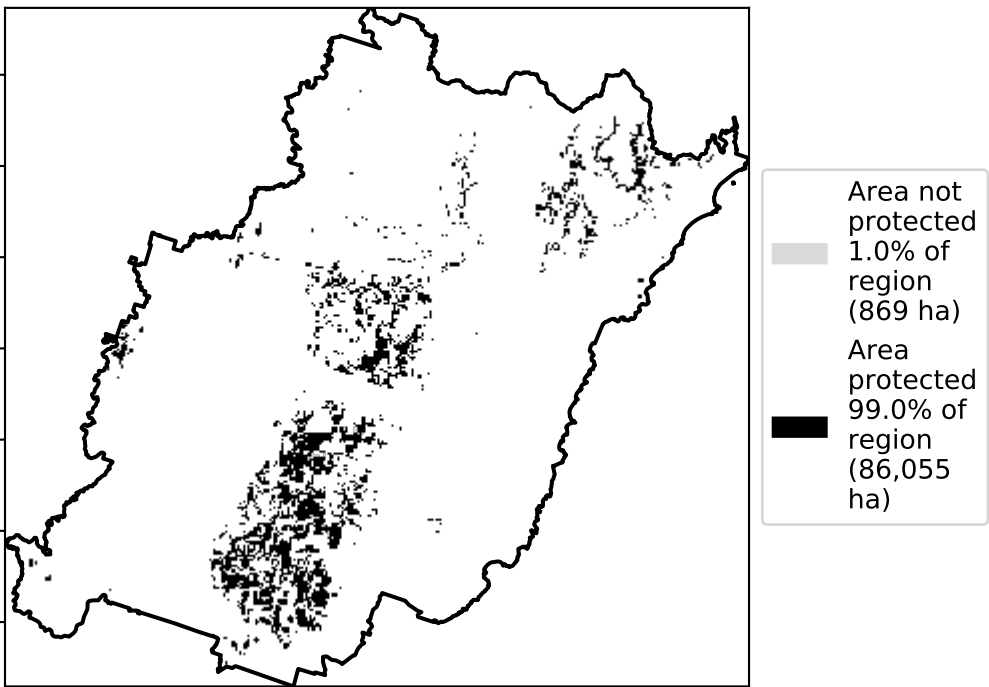 Area not
protected
1.0% of
region
(869 ha)
Area
protected
99.0% of
region
(86,055
ha)